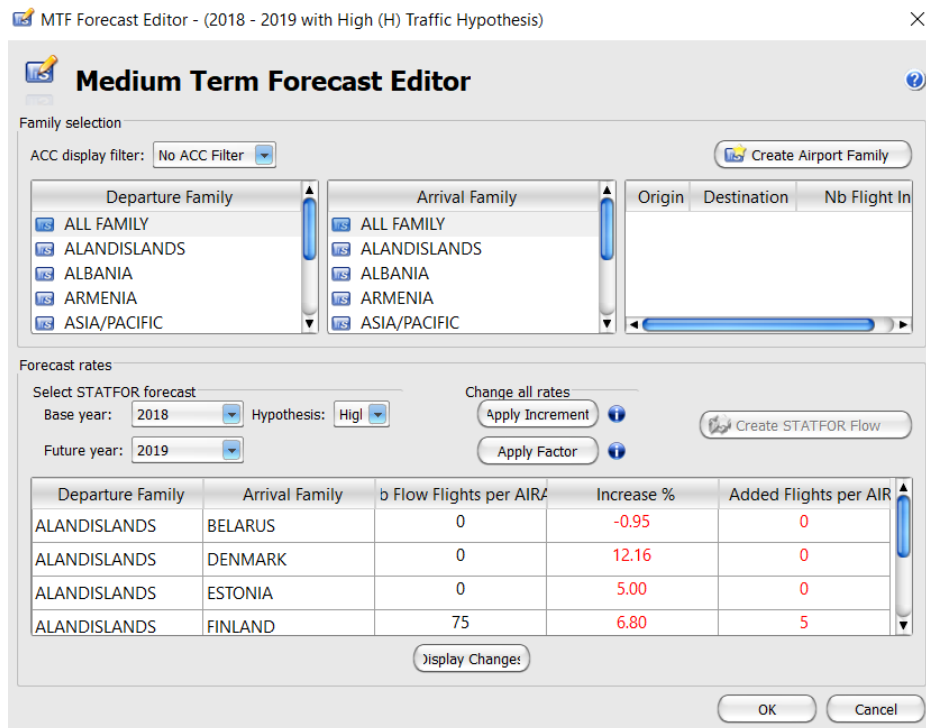 MTF Forecast Editor - (2018 - 2019 with High (H) Traffic Hypothesis)
Medium Term Forecast Editor
Family selection
ACC display filter: No ACC Filter
Create Airport Family
Departure Family Arrival Family Origin Destination Nb Flight In
ALL FAMILY ALL FAMILY
ALANDISLANDS ALANDISLANDS
ALBANIA ALBANIA
ARMENIA ARMENIA
ASIA/PACIFIC ASIA/PACIFIC
Forecast rates
Select STATFOR forecast Change all rates
Base year: 2018 Hypothesis: Higl Apply Increment
Create STATFOR Flow
Future year: 2019 Apply Factor
Departure Family Arrival Family b Flow Flights per AIRA Increase % Added Flights per AIR
ALANDISLANDS BELARUS 0 -0.95 0
ALANDISLANDS DENMARK 0 12.16 0
ALANDISLANDS ESTONIA 0 5.00 0
ALANDISLANDS FINLAND 75 6.80 5
Display Changes
OK Cancel